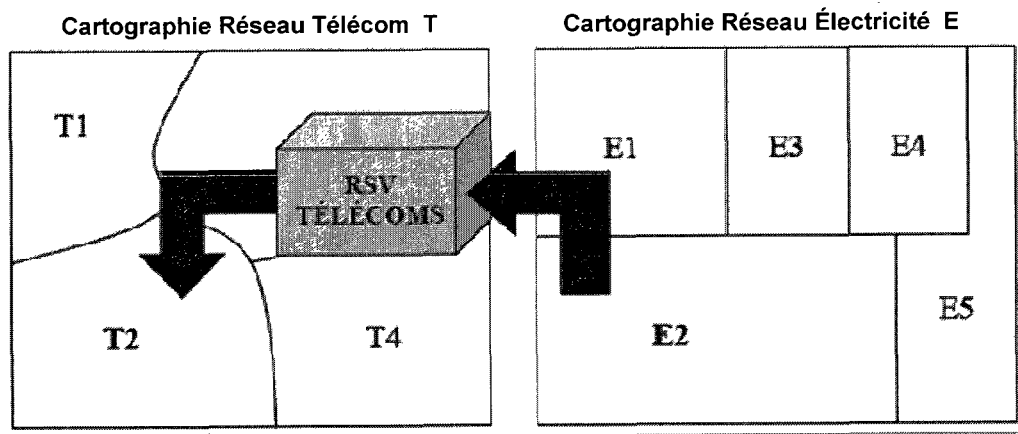 Cartographie Réseau Télécom T
Cartographie Réseau Électricité E
T1
RSV
TÉLÉCOMS
T2
T4
E1
E3
E4
E2
E5